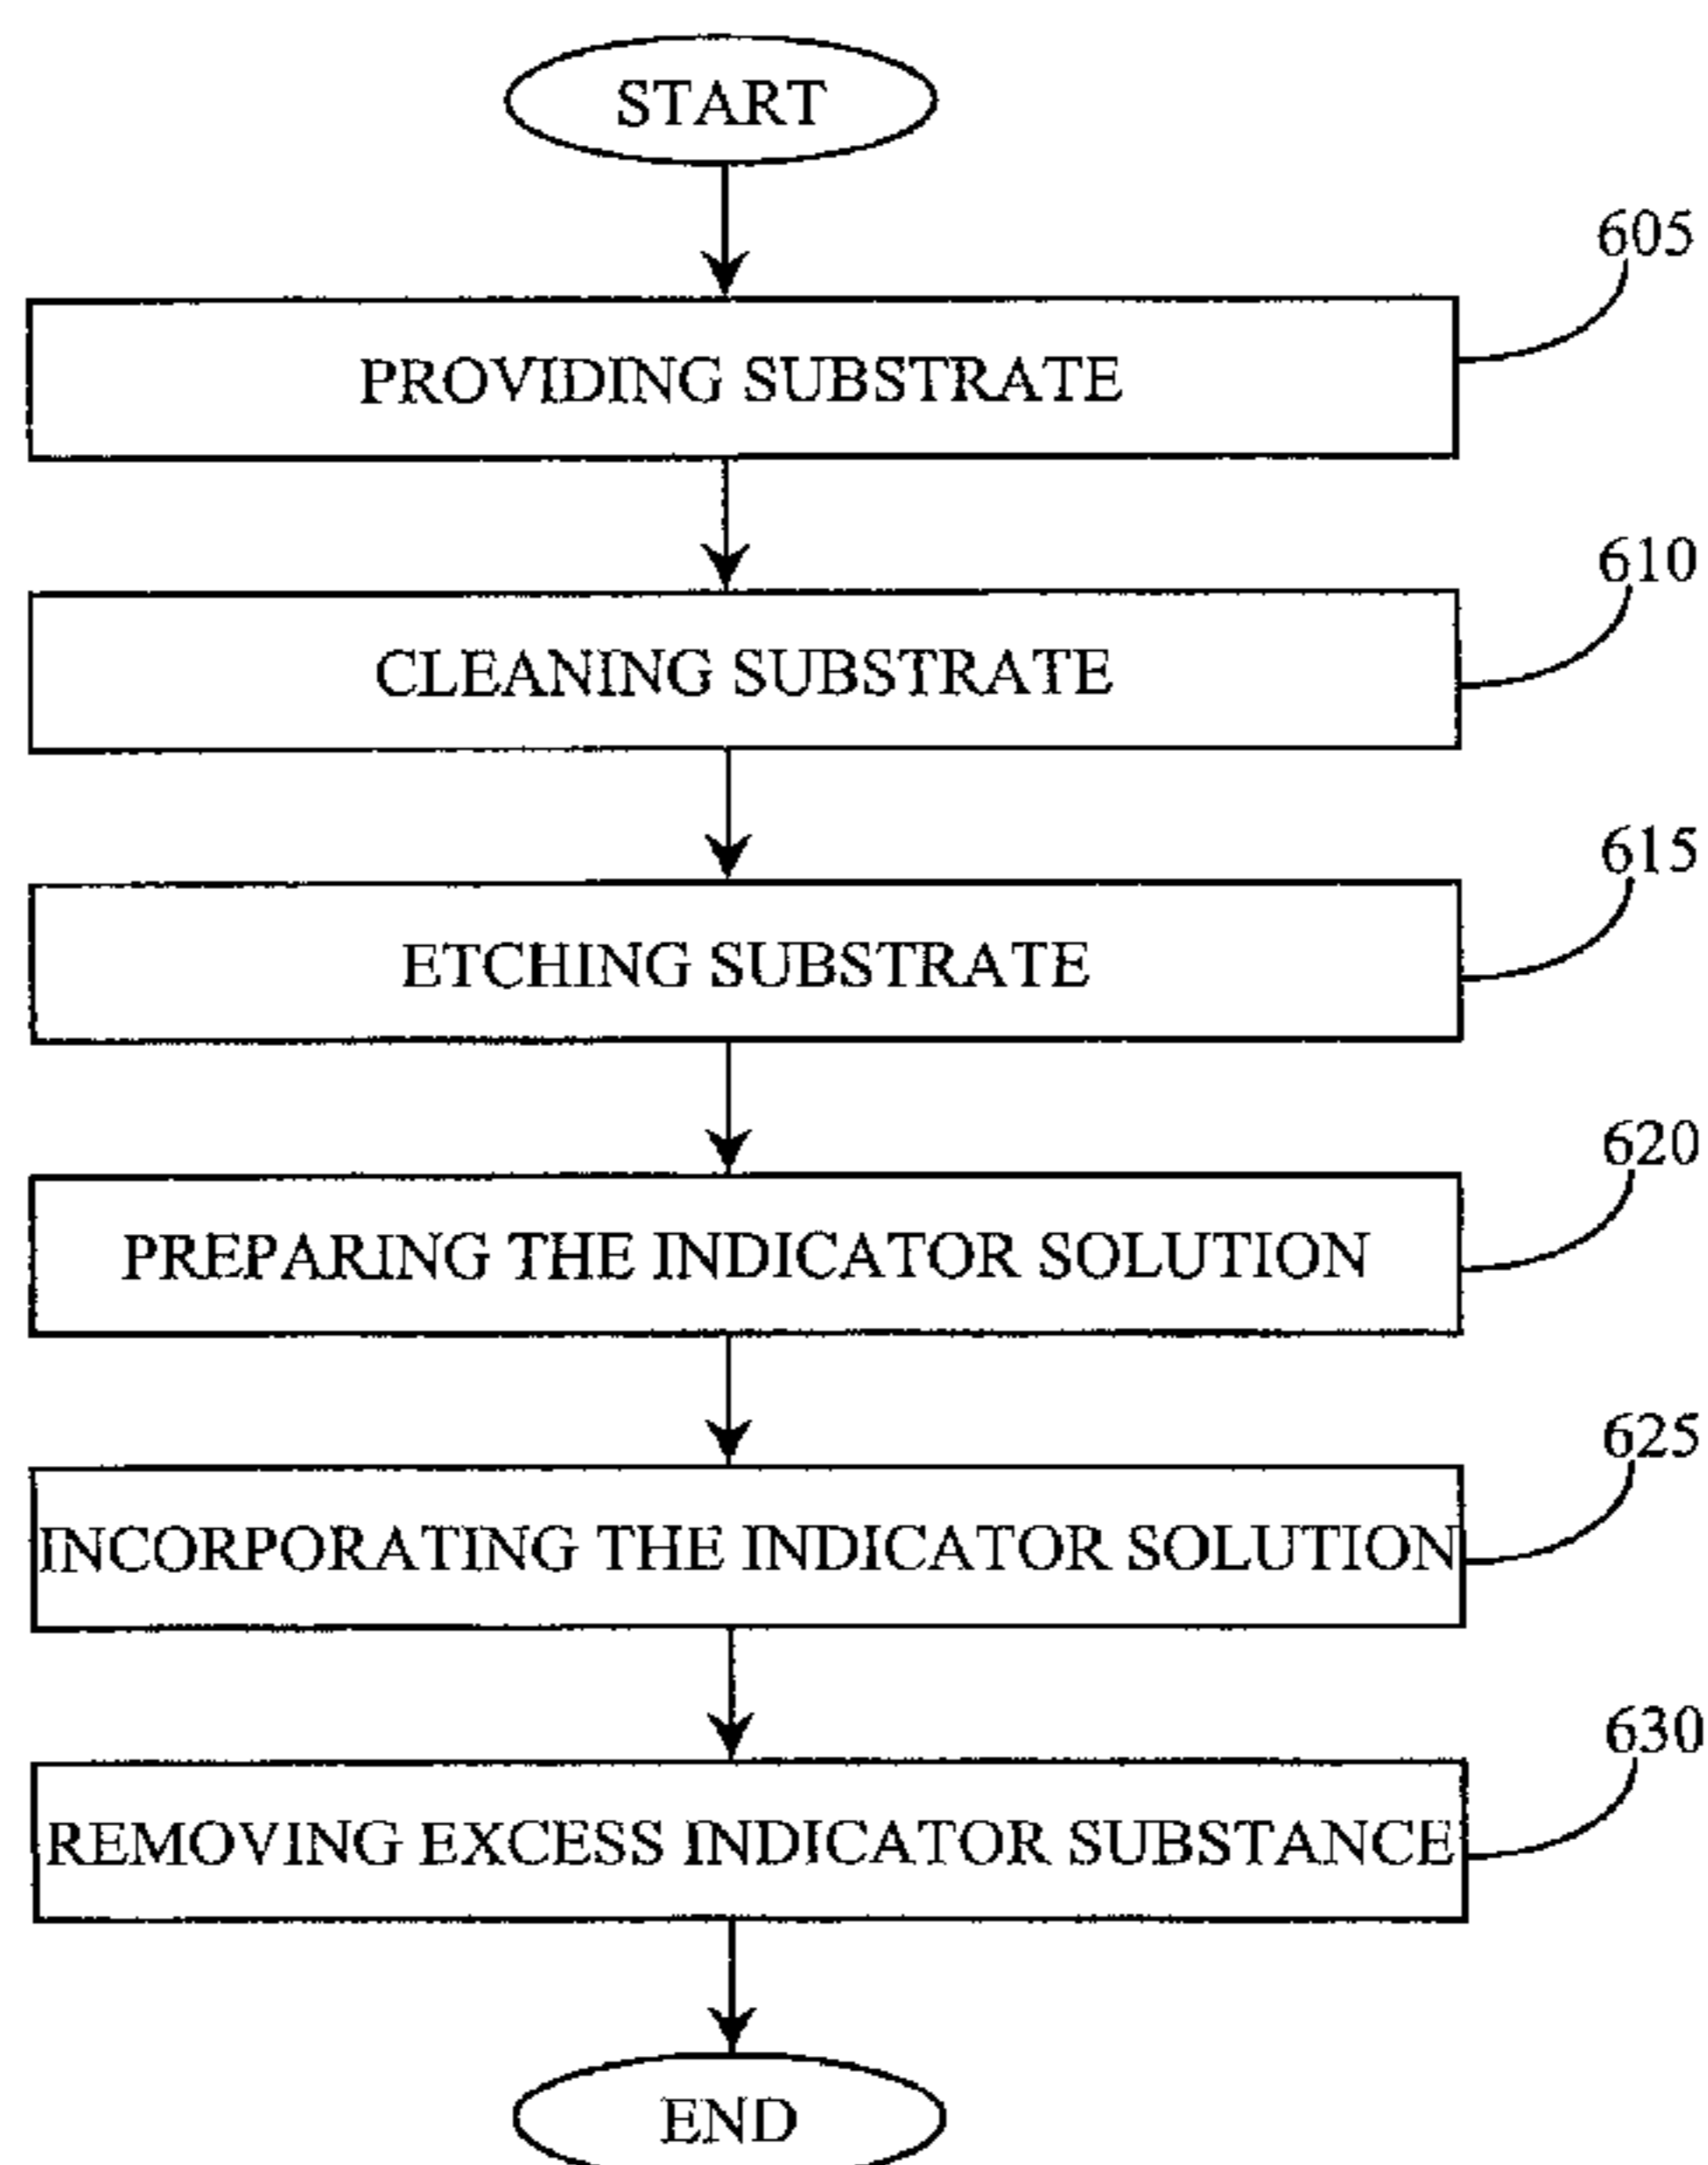 START
605
PROVIDING SUBSTRATE
610
CLEANING SUBSTRATE
615
ETCHING SUBSTRATE
620
PREPARING THE INDICATOR SOLUTION
625
INCORPORATING THE INDICATOR SOLUTION
630
REMOVING EXCESS INDICATOR SUBSTANCE
END